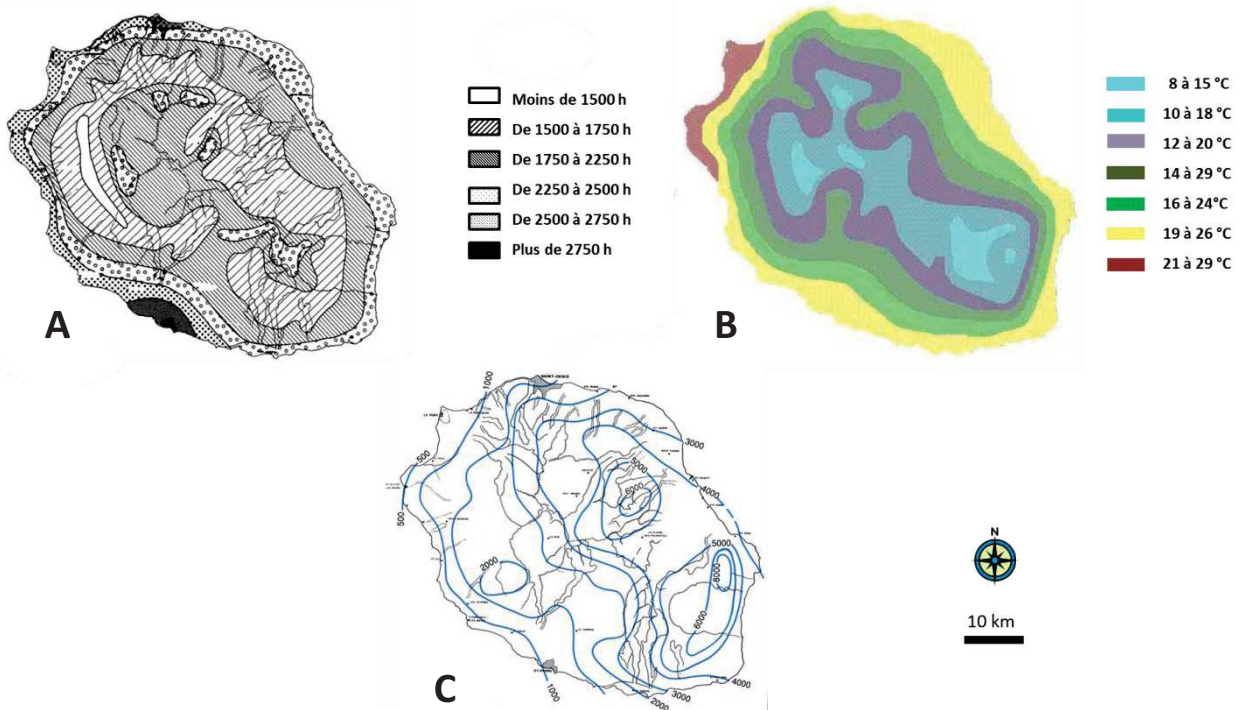 Moins de 1500 h
De 1500 à 1750 h
De 1750 à 2250 h
De 2250 à 2500 h
De 2500 à 2750 h
Plus de 2750 h
A
8 à 15 °C
10 à 18 °C
12 à 20 °C
14 à 29 °C
16 à 24°C
19 à 26 °C
21 à 29 °C
B
SAINT-DENIS
1000
500
3000
5000
6000
4000
500
5000
2000
8000
6000
1000
2000
3000
4000
C
N
10 km